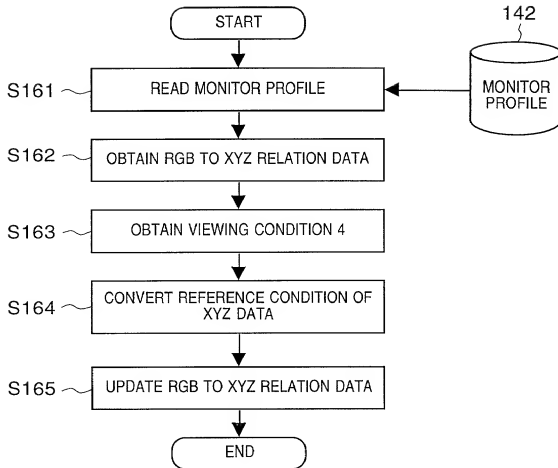 START
142
S161
READ MONITOR PROFILE
MONITOR
PROFILE
S162
OBTAIN RGB TO XYZ RELATION DATA
S163
OBTAIN VIEWING CONDITION 4
S164
CONVERT REFERENCE CONDITION OF
XYZ DATA
S165
UPDATE RGB TO XYZ RELATION DATA
END